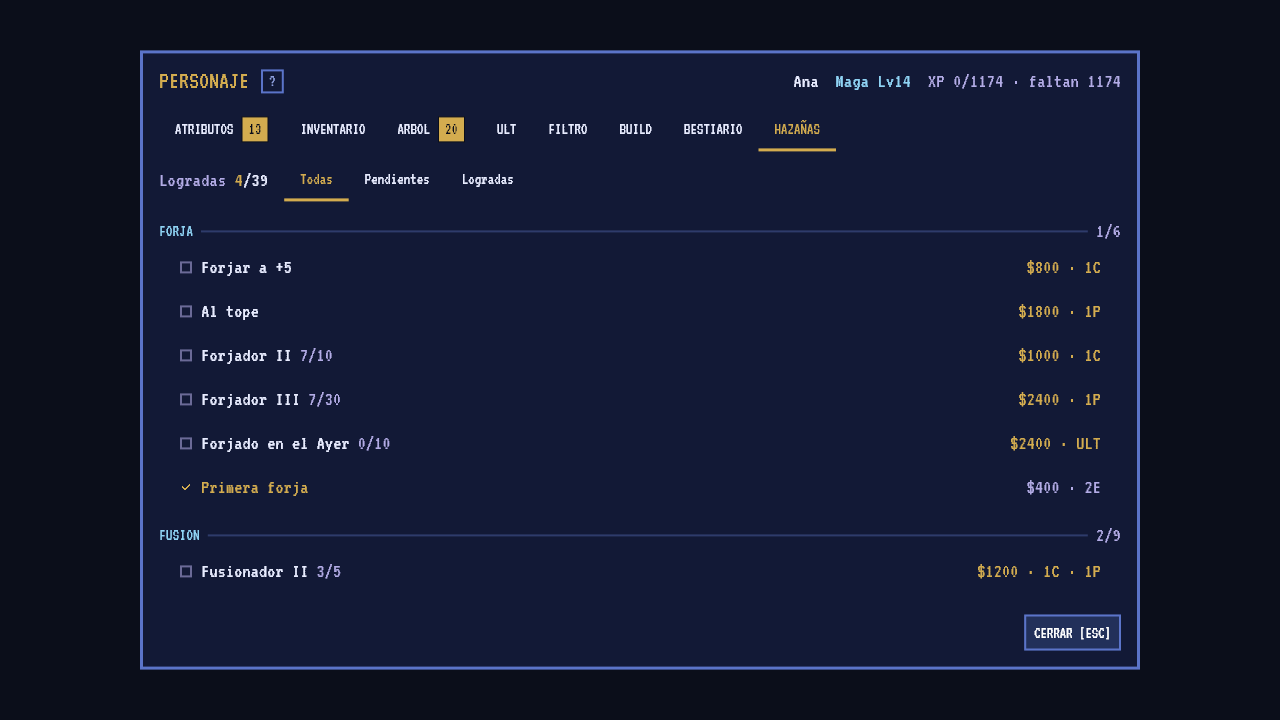 PERSONAJE ? Ana Maga Lv14 XP 0/1174 · faltan 1174
ATRIBUTOS 13 INVENTARIO ARBOL 20 ULT FILTRO BUILD BESTIARIO HAZAÑAS
Logradas 4/39 Todas Pendientes Logradas
FORJA 1/6
Forjar a +5 $800 · 1C
Al tope $1800 · 1P
Forjador II 7/10 $1000 · 1C
Forjador III 7/30 $2400 · 1P
Forjado en el Ayer 0/10 $2400 · ULT
Primera forja $400 · 2E
FUSION 2/9
Fusionador II 3/5 $1200 · 1C · 1P
CERRAR [ESC]